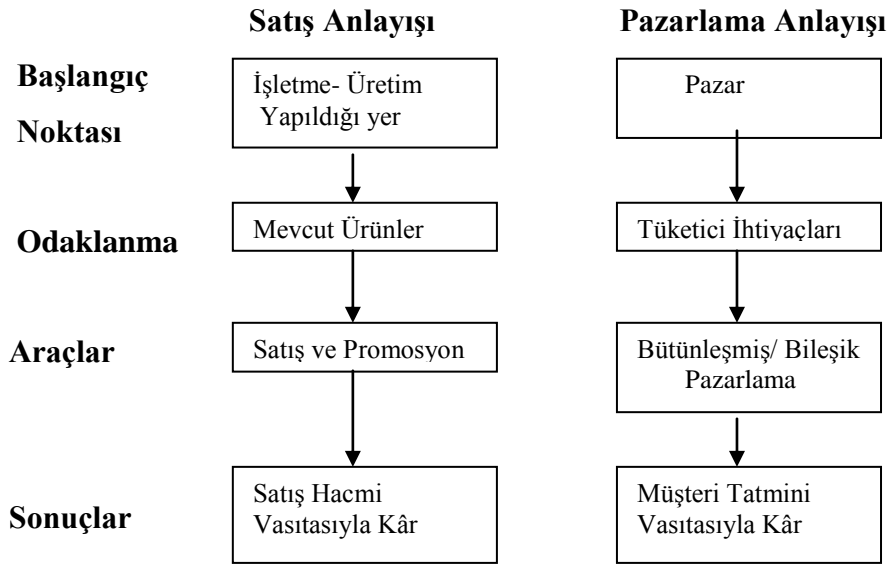 Satış Anlayışı
Pazarlama Anlayışı
Başlangıç
Noktası
İşletme- Üretim
Yapıldığı yer
Pazar
Odaklanma
Mevcut Ürünler
Tüketici İhtiyaçları
Araçlar
Satış ve Promosyon
Bütünleşmiş/ Bileşik
Pazarlama
Sonuçlar
Satış Hacmi
Vasıtasıyla Kâr
Müşteri Tatmini
Vasıtasıyla Kâr